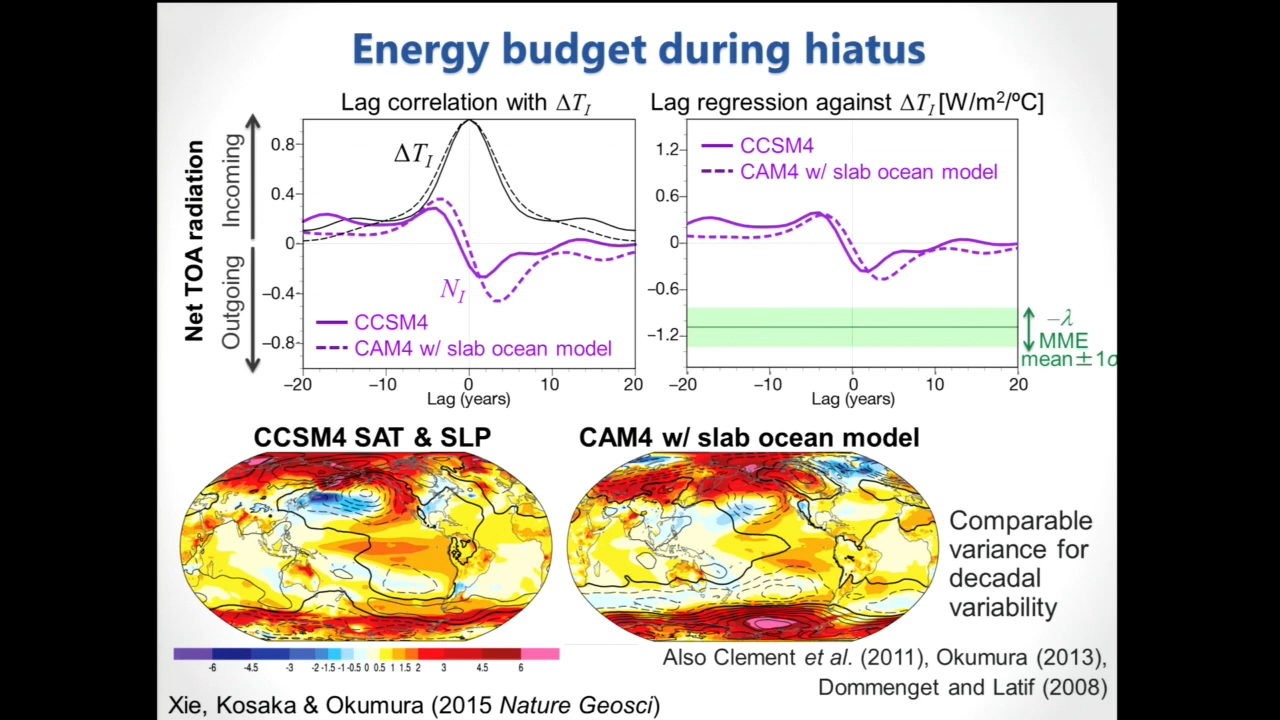 Energy budget during hiatus
Lag correlation with ΔT_I
Lag regression against ΔT_I [W/m²/ºC]
Net TOA radiation
Outgoing Incoming
0.8
0.4
0
−0.4
−0.8
ΔT_I
N_I
CCSM4
CAM4 w/ slab ocean model
−20 −10 0 10 20
Lag (years)
1.2
0.6
0
−0.6
−1.2
CCSM4
CAM4 w/ slab ocean model
−λ
MME
mean±1σ
−20 −10 0 10 20
Lag (years)
CCSM4 SAT & SLP
CAM4 w/ slab ocean model
Comparable
variance for
decadal
variability
-6 -4.5 -3 -2 -1.5 -1 -0.5 0 0.5 1 1.5 2 3 4.5 6
Also Clement et al. (2011), Okumura (2013),
Dommenget and Latif (2008)
Xie, Kosaka & Okumura (2015 Nature Geosci)